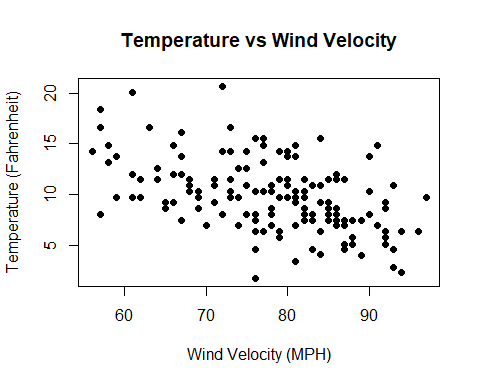 Temperature vs Wind Velocity
Temperature (Fahrenheit)
20
15
10
5
60 70 80 90
Wind Velocity (MPH)